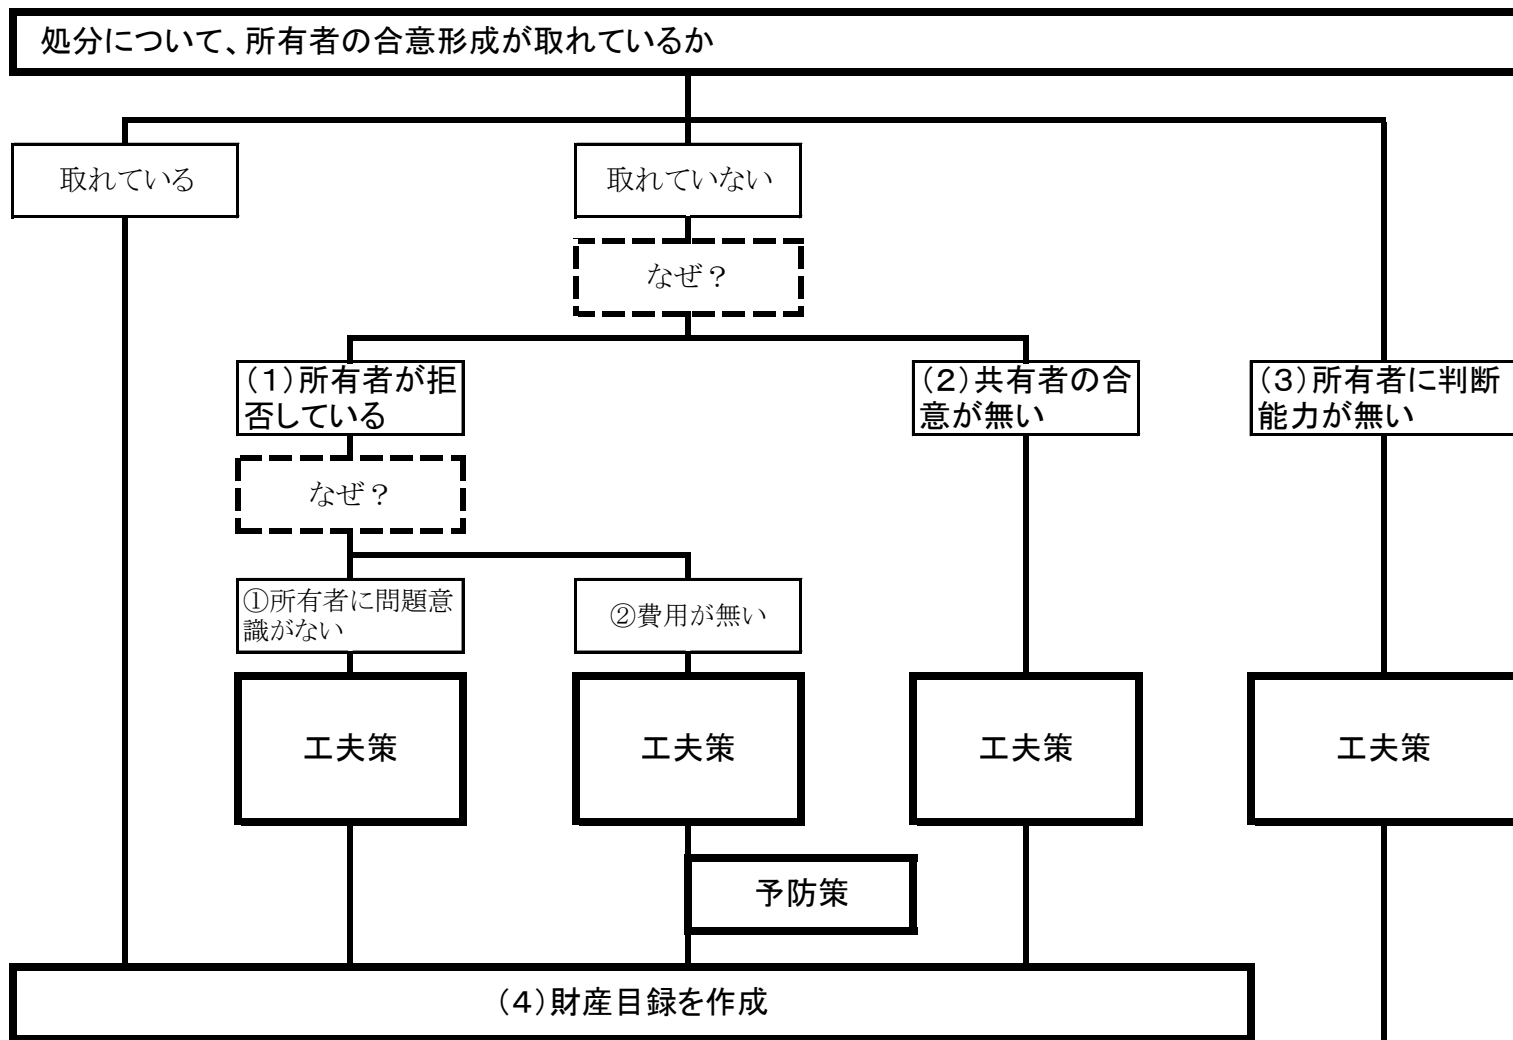 処分について、所有者の合意形成が取れているか
取れている
取れていない
なぜ？
（１）所有者が拒
否している
（２）共有者の合
意が無い
（３）所有者に判断
能力が無い
なぜ？
①所有者に問題意
識がない
②費用が無い
工夫策
工夫策
工夫策
工夫策
予防策
（４）財産目録を作成